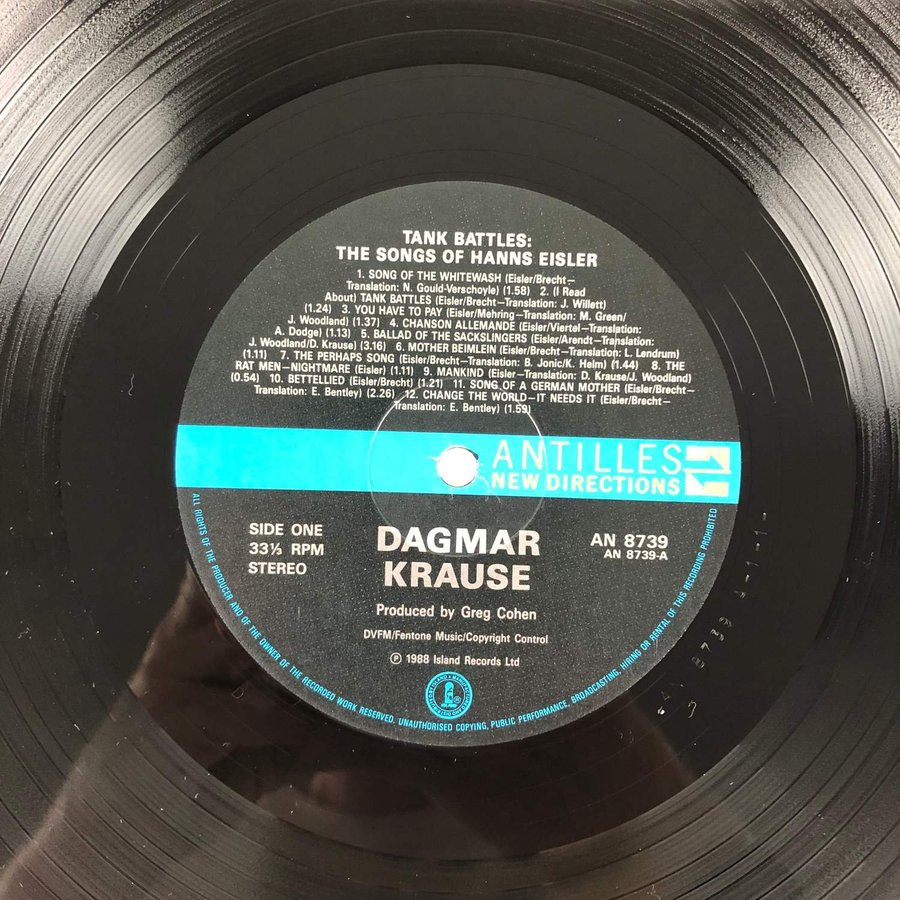 TANK BATTLES:
THE SONGS OF HANNS EISLER
1. SONG OF THE WHITEWASH (Eisler/Brecht—
Translation: N. Gould-Verschoyle) (1.58) 2. (I Read
About) TANK BATTLES (Eisler/Brecht—Translation: J. Willett)
(1.24) 3. YOU HAVE TO PAY (Eisler/Mehring—Translation: M. Green/
J. Woodland) (1.37) 4. CHANSON ALLEMANDE (Eisler/Viertel—Translation:
A. Dodge) (1.13) 5. BALLAD OF THE SACKSLINGERS (Eisler/Arendt—Translation:
J. Woodland/D. Krause) (3.16) 6. MOTHER BEIMLEIN (Eisler/Brecht—Translation: L. Lendrum)
(1.11) 7. THE PERHAPS SONG (Eisler/Brecht—Translation: B. Jonic/K. Helm) (1.44) 8. THE
RAT MEN—NIGHTMARE (Eisler) (1.11) 9. MANKIND (Eisler—Translation: D. Krause/J. Woodland)
(0.54) 10. BETTELLIED (Eisler/Brecht) (1.21) 11. SONG OF A GERMAN MOTHER (Eisler/Brecht—
Translation: E. Bentley) (2.26) 12. CHANGE THE WORLD—IT NEEDS IT (Eisler/Brecht—
Translation: E. Bentley) (1.59)
ANTILLES
NEW DIRECTIONS
SIDE ONE
33⅓ RPM
STEREO
DAGMAR
KRAUSE
AN 8739
AN 8739-A
Produced by Greg Cohen
DVFM/Fentone Music/Copyright Control
℗ 1988 Island Records Ltd
ALL RIGHTS OF THE PRODUCER AND OF THE OWNER OF THE RECORDED WORK RESERVED. UNAUTHORISED COPYING, PUBLIC PERFORMANCE, BROADCASTING, HIRING OR RENTAL OF THIS RECORDING PROHIBITED